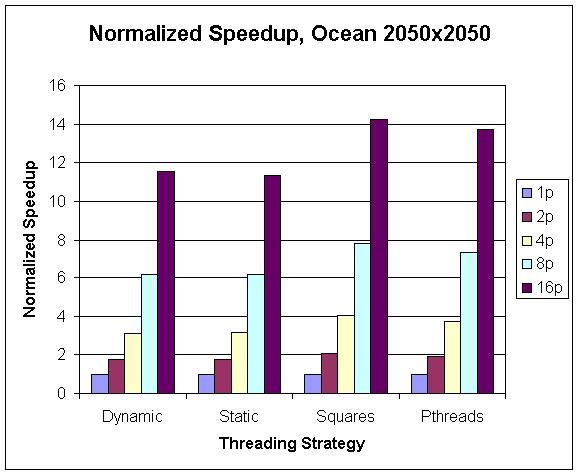 Normalized Speedup, Ocean 2050x2050
16
14
12
10
8
6
4
2
0
Normalized Speedup
Dynamic Static Squares Pthreads
Threading Strategy
1p
2p
4p
8p
16p